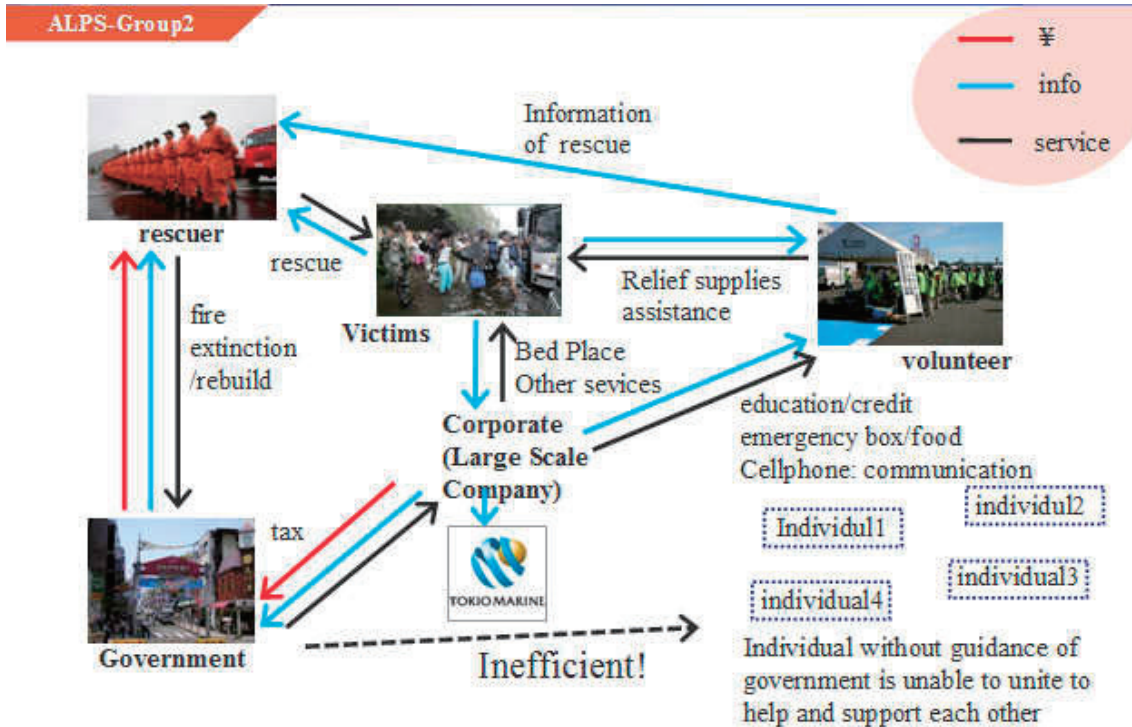 ALPS-Group2
¥
info
service
Information
of rescue
rescuer
rescue
Victims
Relief supplies
assistance
volunteer
fire
extinction
/rebuild
Bed Place
Other sevices
Corporate
(Large Scale
Company)
education/credit
emergency box/food
Cellphone: communication
tax
TOKIO MARINE
Individul1
individul2
individual3
individual4
Government
Inefficient!
Individual without guidance of
government is unable to unite to
help and support each other